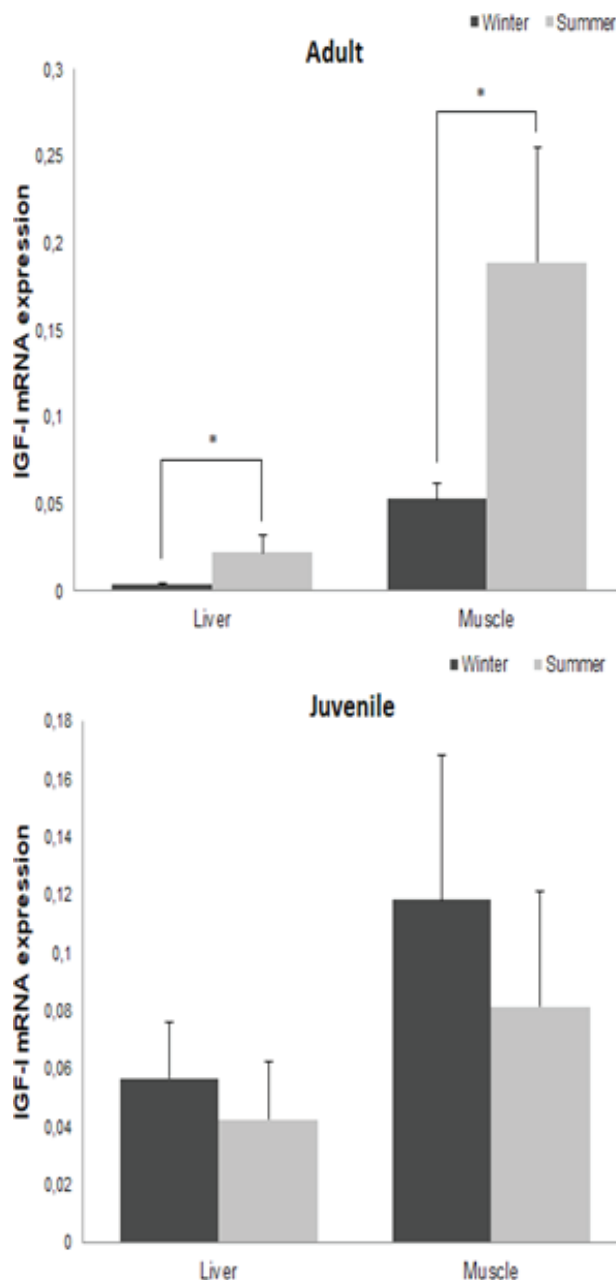 Winter Summer
Adult
IGF-I mRNA expression
0,3
0,25
0,2
0,15
0,1
0,05
0
*
*
Liver Muscle
Winter Summer
Juvenile
IGF-I mRNA expression
0,18
0,16
0,14
0,12
0,1
0,08
0,06
0,04
0,02
0
Liver Muscle